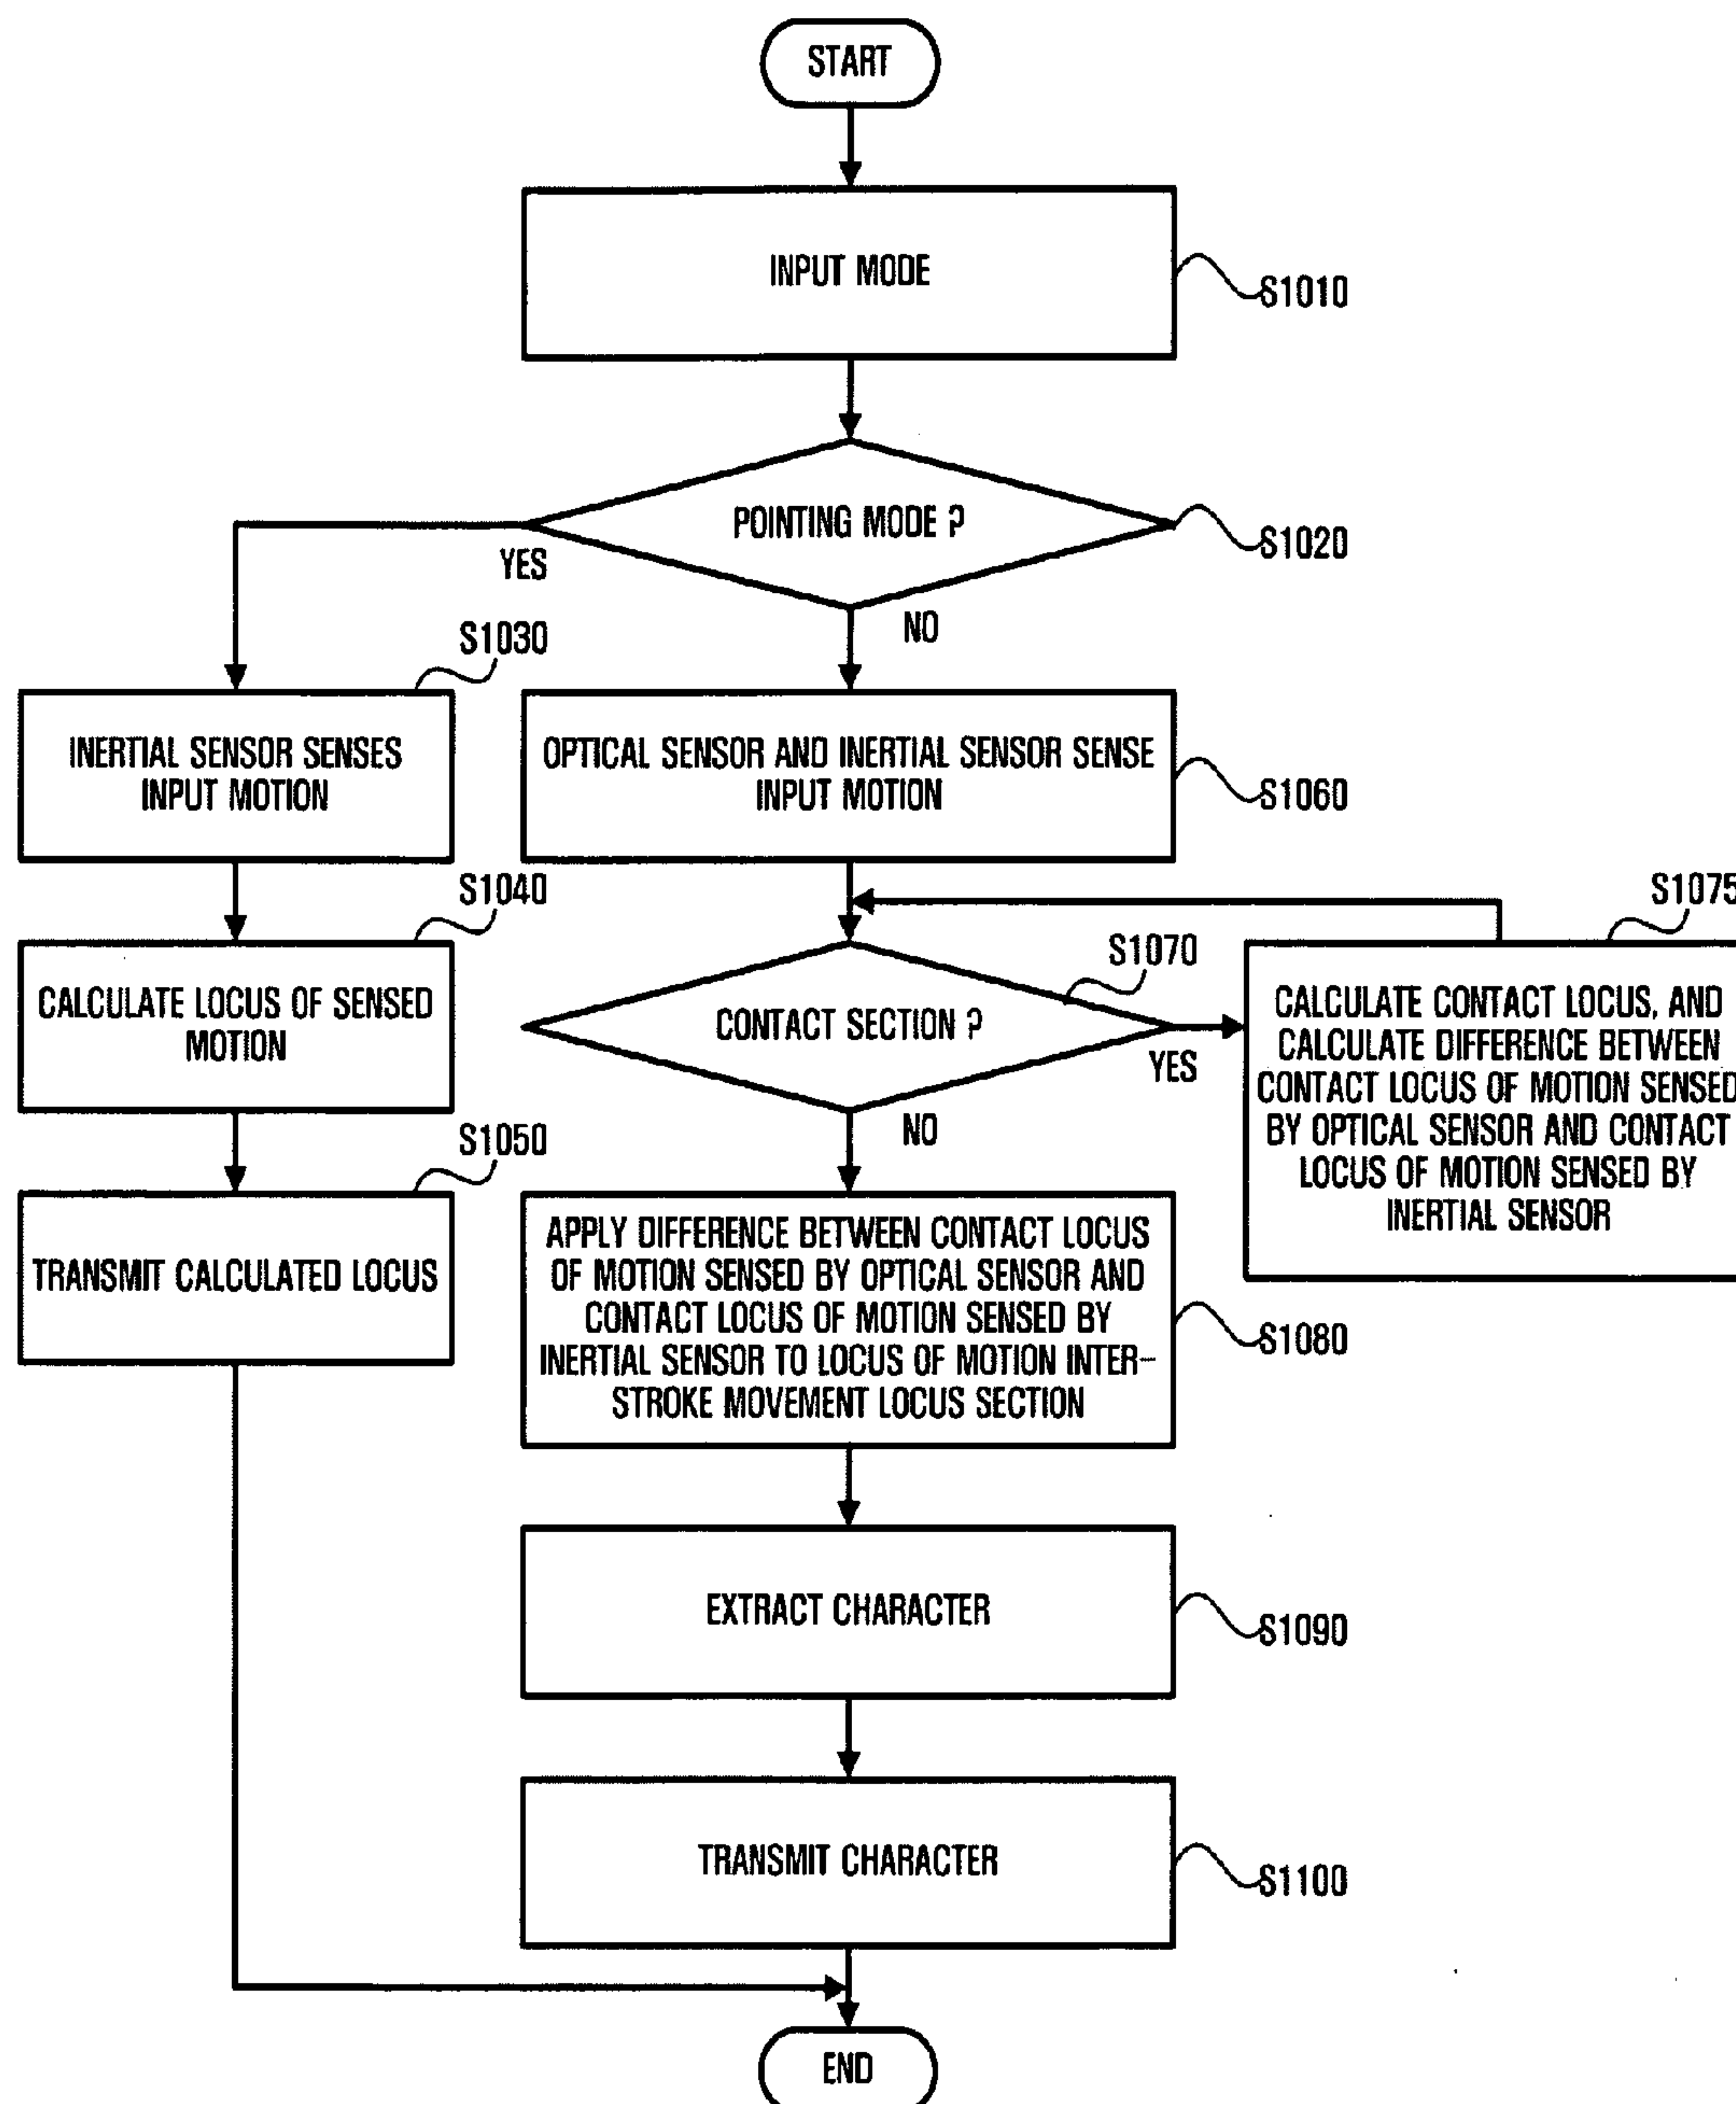 START
INPUT MODE
S1010
POINTING MODE ?
S1020
YES
NO
S1030
INERTIAL SENSOR SENSES
INPUT MOTION
OPTICAL SENSOR AND INERTIAL SENSOR SENSE
INPUT MOTION
S1060
S1040
CALCULATE LOCUS OF SENSED
MOTION
S1070
CONTACT SECTION ?
YES
NO
S1075
CALCULATE CONTACT LOCUS, AND
CALCULATE DIFFERENCE BETWEEN
CONTACT LOCUS OF MOTION SENSED
BY OPTICAL SENSOR AND CONTACT
LOCUS OF MOTION SENSED BY
INERTIAL SENSOR
S1050
TRANSMIT CALCULATED LOCUS
APPLY DIFFERENCE BETWEEN CONTACT LOCUS
OF MOTION SENSED BY OPTICAL SENSOR AND
CONTACT LOCUS OF MOTION SENSED BY
INERTIAL SENSOR TO LOCUS OF MOTION INTER-
STROKE MOVEMENT LOCUS SECTION
S1080
EXTRACT CHARACTER
S1090
TRANSMIT CHARACTER
S1100
END